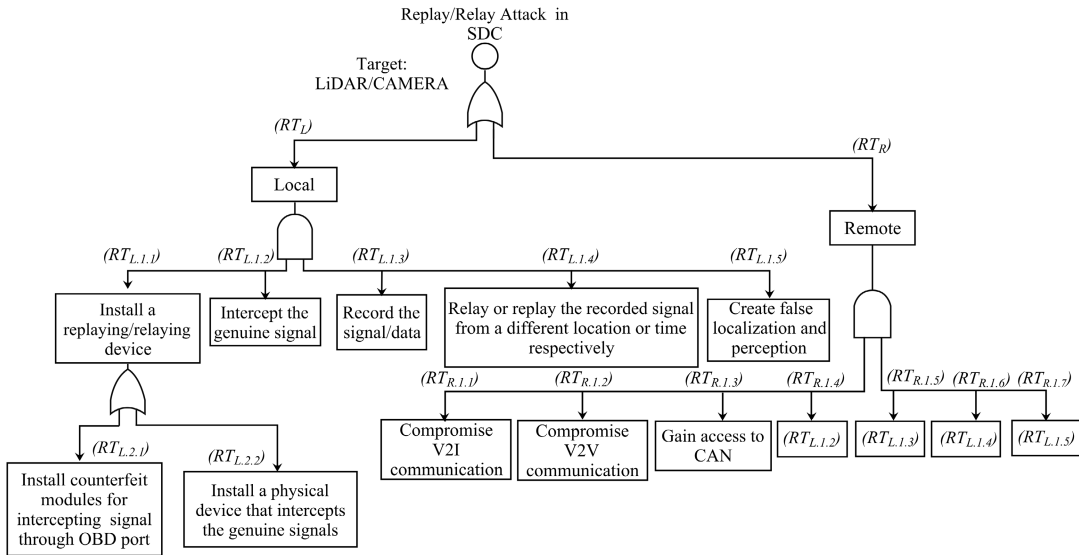 Replay/Relay Attack in
SDC
Target:
LiDAR/CAMERA
(RT_L)
(RT_R)
Local
Remote
(RT_L.1.1)
(RT_L.1.2)
(RT_L.1.3)
(RT_L.1.4)
(RT_L.1.5)
Install a
replaying/relaying
device
Intercept the
genuine signal
Record the
signal/data
Relay or replay the recorded signal
from a different location or time
respectively
Create false
localization and
perception
(RT_R.1.1)
(RT_R.1.2)
(RT_R.1.3)
(RT_R.1.4)
(RT_R.1.5)
(RT_R.1.6)
(RT_R.1.7)
Compromise
V2I
communication
Compromise
V2V
communication
Gain access to
CAN
(RT_L.1.2)
(RT_L.1.3)
(RT_L.1.4)
(RT_L.1.5)
(RT_L.2.1)
(RT_L.2.2)
Install counterfeit
modules for
intercepting signal
through OBD port
Install a physical
device that intercepts
the genuine signals